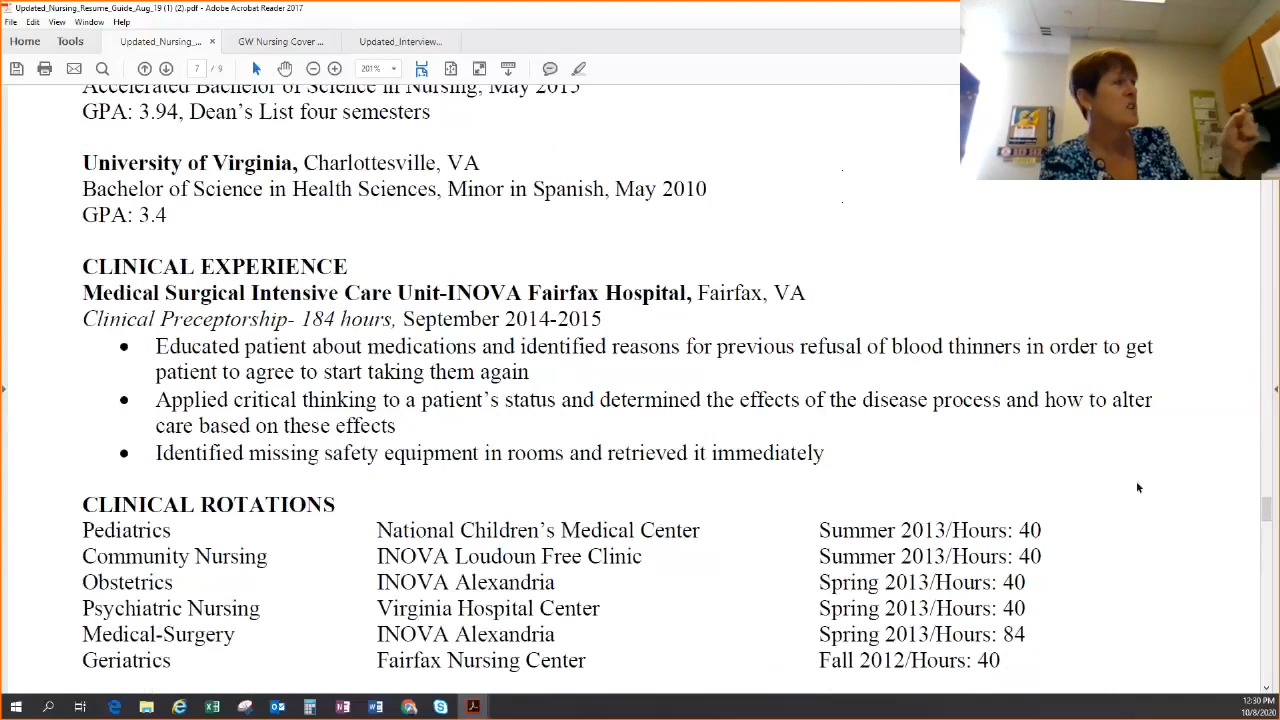 Updated_Nursing_Resume_Guide_Aug_19 (1) (2).pdf - Adobe Acrobat Reader 2017
File Edit View Window Help
Home Tools Updated_Nursing_... × GW Nursing Cover ... Updated_Interview...
7 / 9 201%
Accelerated Bachelor of Science in Nursing, May 2015
GPA: 3.94, Dean’s List four semesters
University of Virginia, Charlottesville, VA
Bachelor of Science in Health Sciences, Minor in Spanish, May 2010
GPA: 3.4
CLINICAL EXPERIENCE
Medical Surgical Intensive Care Unit-INOVA Fairfax Hospital, Fairfax, VA
Clinical Preceptorship- 184 hours, September 2014-2015
• Educated patient about medications and identified reasons for previous refusal of blood thinners in order to get
patient to agree to start taking them again
• Applied critical thinking to a patient’s status and determined the effects of the disease process and how to alter
care based on these effects
• Identified missing safety equipment in rooms and retrieved it immediately
CLINICAL ROTATIONS
Pediatrics National Children’s Medical Center Summer 2013/Hours: 40
Community Nursing INOVA Loudoun Free Clinic Summer 2013/Hours: 40
Obstetrics INOVA Alexandria Spring 2013/Hours: 40
Psychiatric Nursing Virginia Hospital Center Spring 2013/Hours: 40
Medical-Surgery INOVA Alexandria Spring 2013/Hours: 84
Geriatrics Fairfax Nursing Center Fall 2012/Hours: 40
12:30 PM
10/8/2020